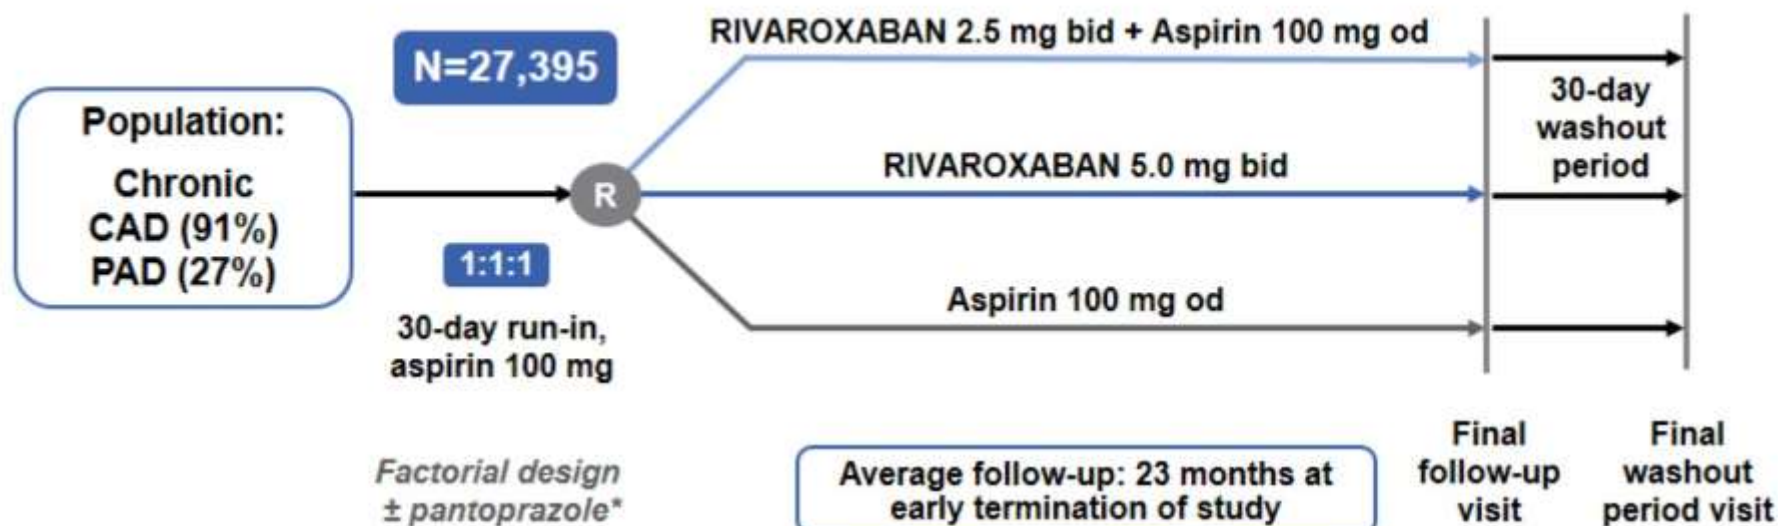 RIVAROXABAN 2.5 mg bid + Aspirin 100 mg od
N=27,395
Population:
Chronic
CAD (91%)
PAD (27%)
R
1:1:1
30-day run-in,
aspirin 100 mg
RIVAROXABAN 5.0 mg bid
Aspirin 100 mg od
30-day
washout
period
Factorial design
± pantoprazole*
Average follow-up: 23 months at
early termination of study
Final
follow-up
visit
Final
washout
period visit